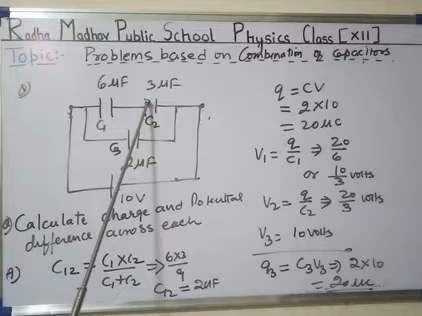 Radha Madhav Public School Physics Class [XII]
Topic:- Problems based on Combination of Capacitors
Q)
6μF 3μF
C1 C2
C3
2μF
10V
Q) Calculate charge and Potential
difference across each
A) C12 = C1×C2/C1+C2 ⇒ 6×3/9
C12 = 2μF
q = CV
= 2×10
= 20μC
V1 = q/C1 ⇒ 20/6
or 10/3 volts
V2 = q/C2 ⇒ 20/3 volts
V3 = 10 volts
q3 = C3V3 ⇒ 2×10
= 20μC